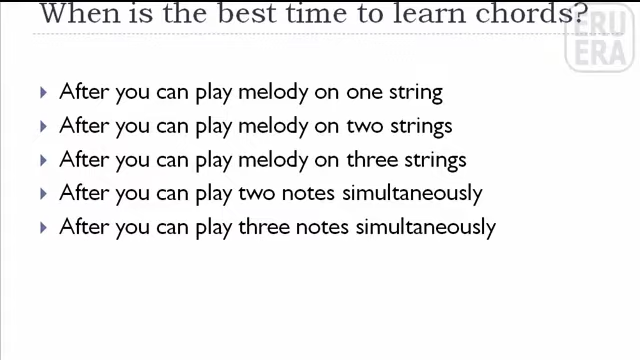 When is the best time to learn chords?
ERU
ERA
After you can play melody on one string
After you can play melody on two strings
After you can play melody on three strings
After you can play two notes simultaneously
After you can play three notes simultaneously